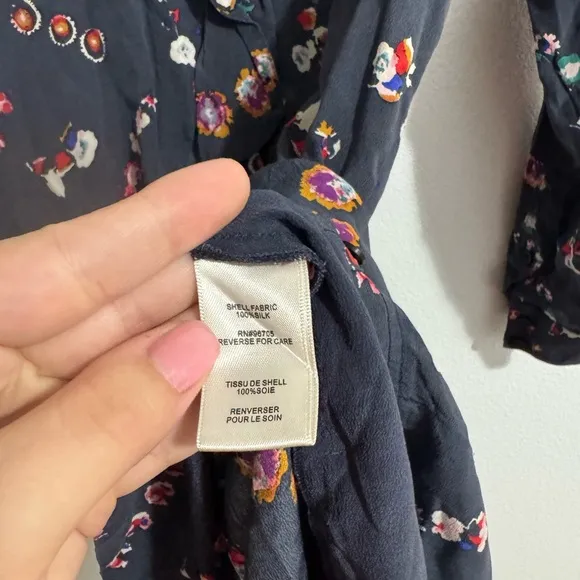 SHELL FABRIC
100%SILK
RN#96705
REVERSE FOR CARE
TISSU DE SHELL
100%SOIE
RENVERSER
POUR LE SOIN